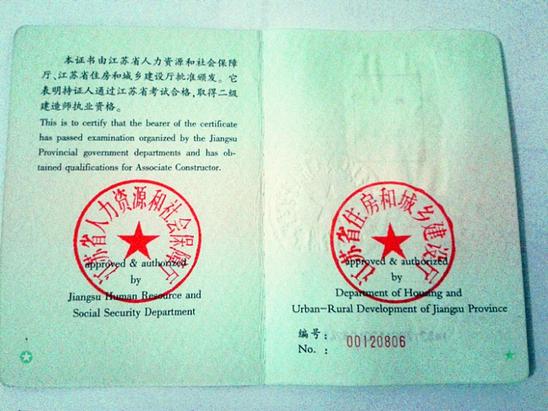 本证书由江苏省人力资源和社会保障
厅、江苏省住房和城乡建设厅批准颁发。它
表明持证人通过江苏省考试合格,取得二级
建造师执业资格。
This is to certify that the bearer of the certificate
has passed examination organized by the Jiangsu
Provincial government departments and has ob-
tained qualifications for Associate Constructor.
江苏省人力资源和社会保障厅
approved & authorized
by
Jiangsu Human Resource and
Social Security Department
江苏省住房和城乡建设厅
approved & authorized
by
Department of Housing and
Urban-Rural Development of Jiangsu Province
编号:
No. : 00120806